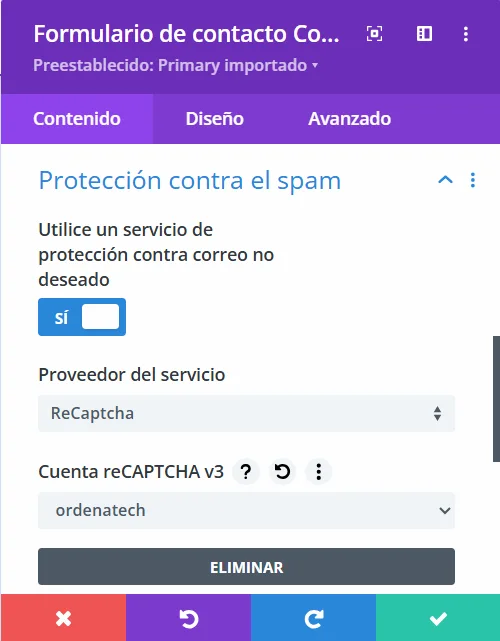 Formulario de contacto Co...
Preestablecido: Primary importado
Contenido
Diseño
Avanzado
Protección contra el spam
Utilice un servicio de
protección contra correo no
deseado
SÍ
Proveedor del servicio
ReCaptcha
Cuenta reCAPTCHA v3 ?
ordenatech
ELIMINAR